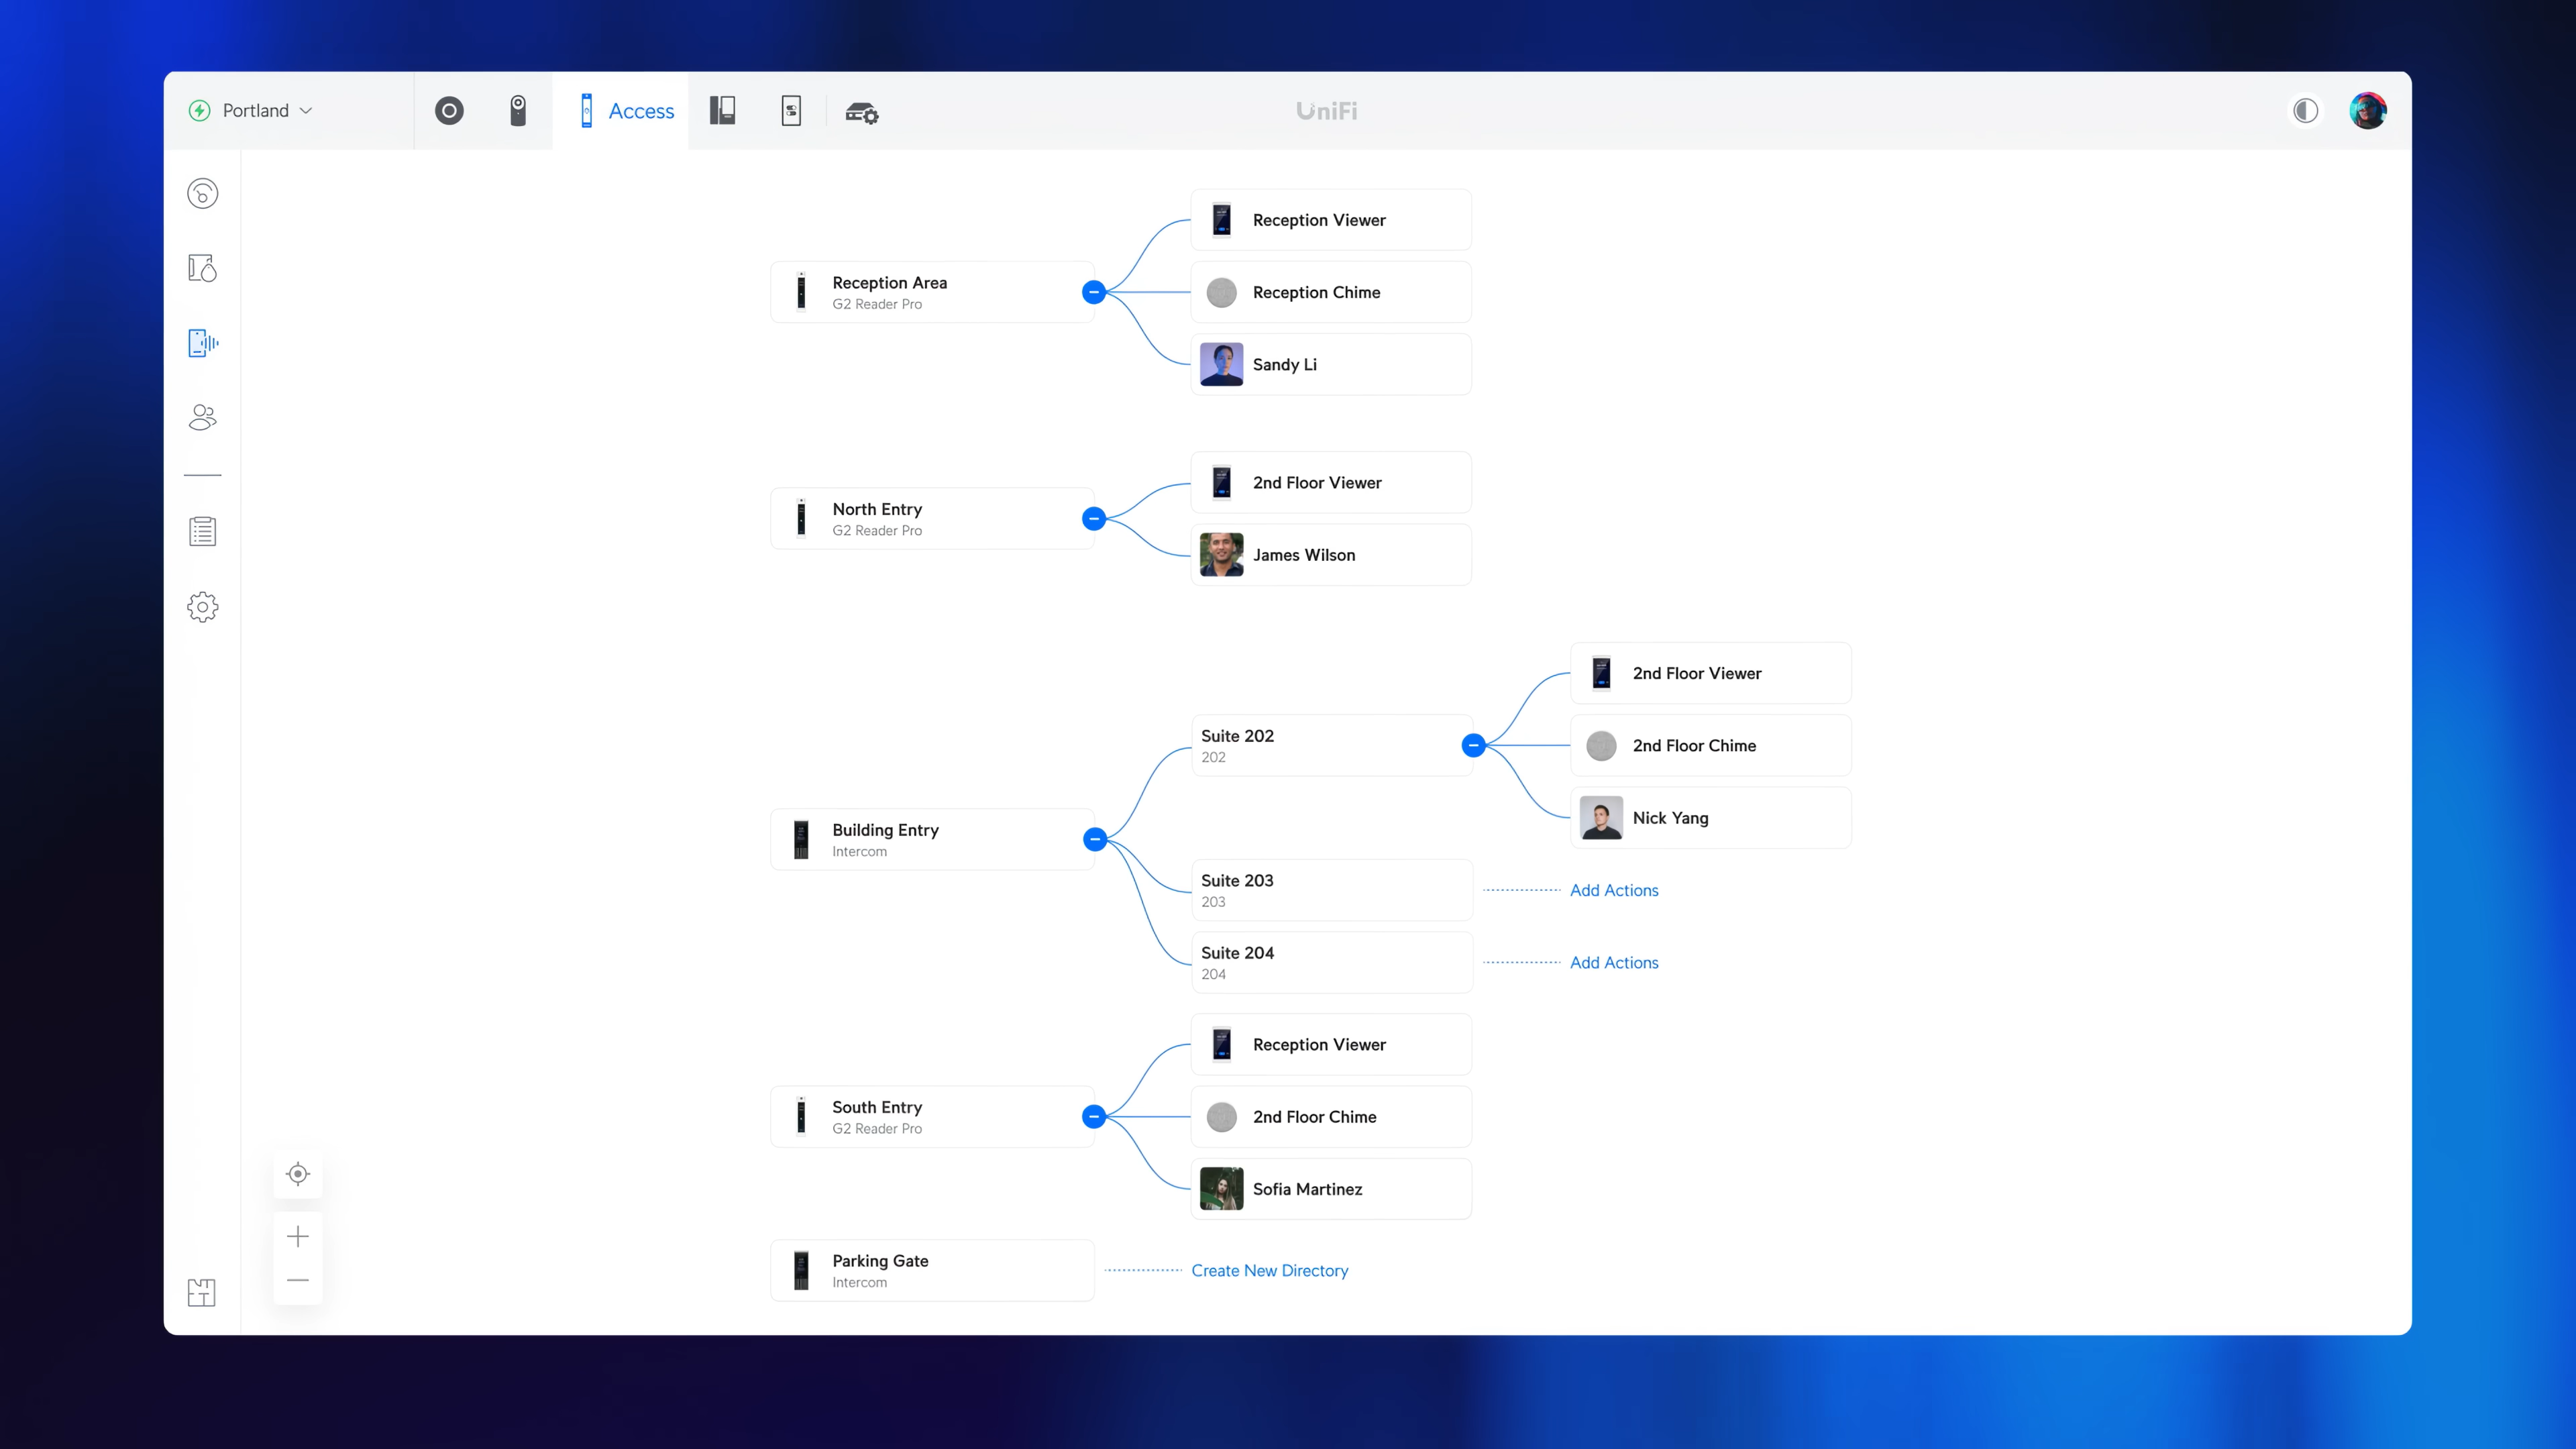 Portland
Access
UniFi
Reception Area
G2 Reader Pro
Reception Viewer
Reception Chime
Sandy Li
North Entry
G2 Reader Pro
2nd Floor Viewer
James Wilson
Building Entry
Intercom
Suite 202
202
2nd Floor Viewer
2nd Floor Chime
Nick Yang
Suite 203
203
Add Actions
Suite 204
204
Add Actions
South Entry
G2 Reader Pro
Reception Viewer
2nd Floor Chime
Sofia Martinez
Parking Gate
Intercom
Create New Directory